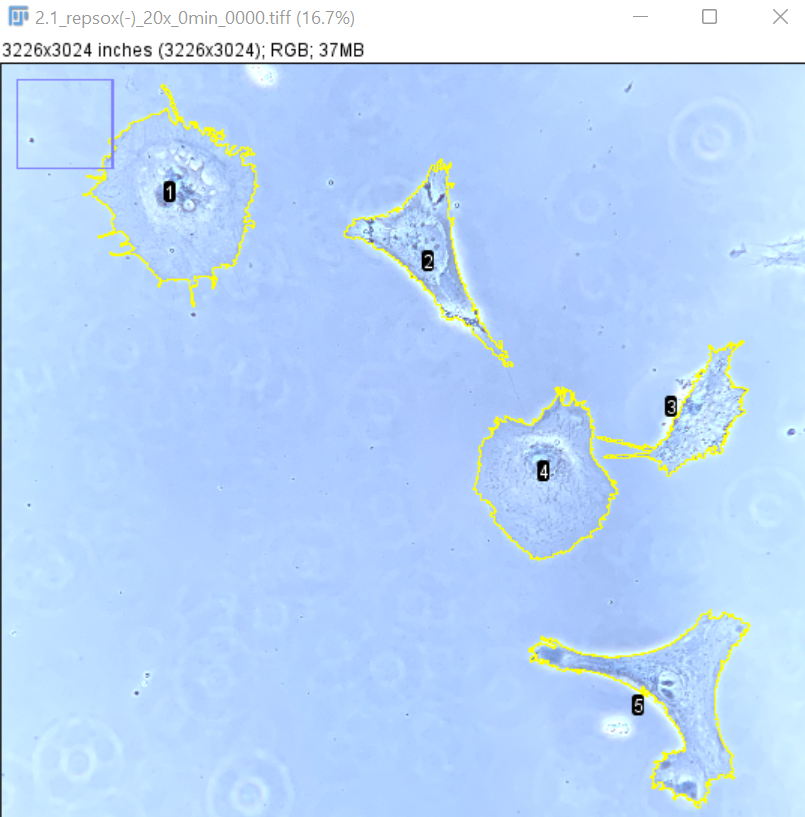 2.1_repsox(-)_20x_0min_0000.tiff (16.7%)
3226x3024 inches (3226x3024); RGB; 37MB
1
2
3
4
5